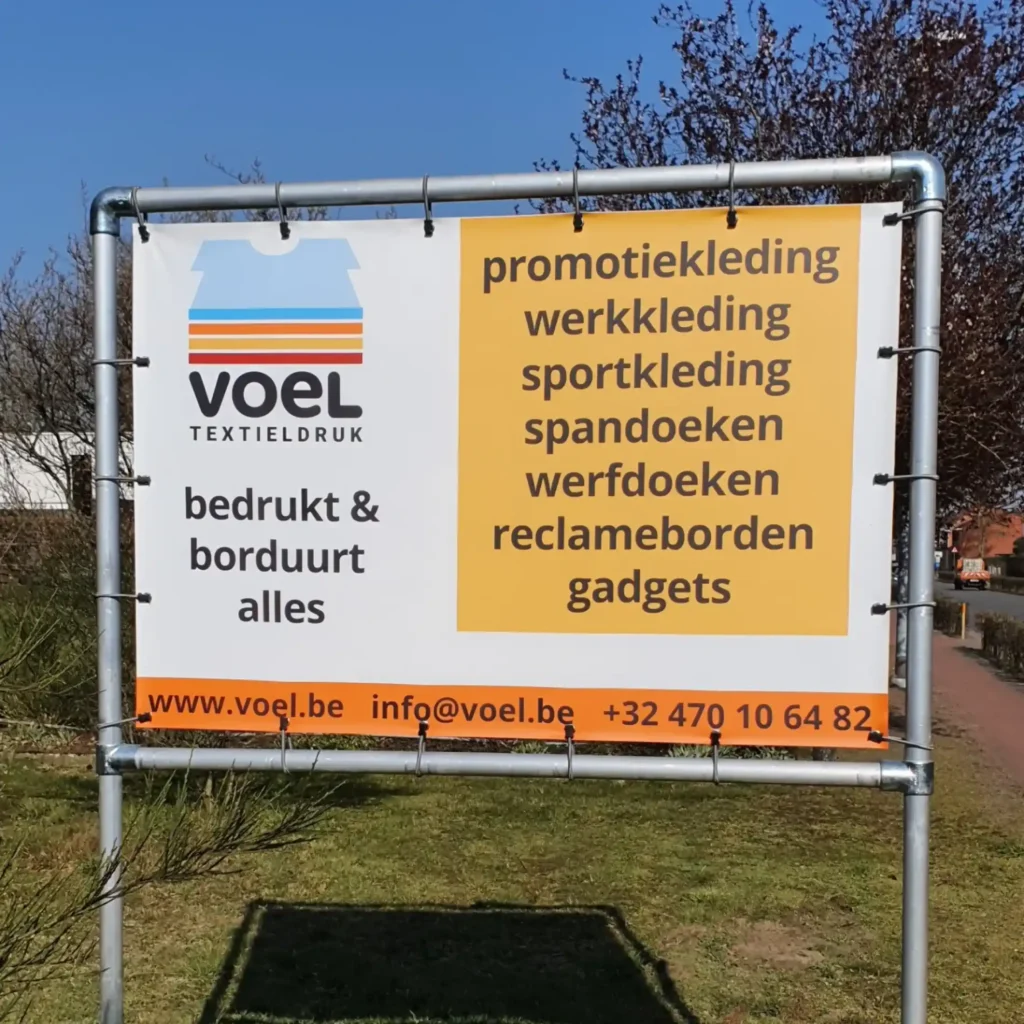 VOEL
TEXTIELDRUK
bedrukt &
borduurt
alles
promotiekleding
werkkleding
sportkleding
spandoeken
werfdoeken
reclameborden
gadgets
www.voel.be info@voel.be +32 470 10 64 82